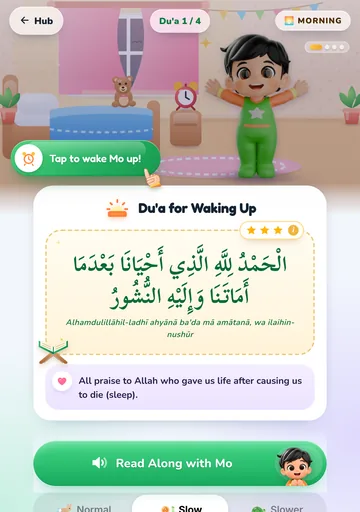 ← Hub
Du'a 1 / 4
MORNING
Tap to wake Mo up!
Du'a for Waking Up
الْحَمْدُ لِلَّهِ الَّذِي أَحْيَانَا بَعْدَمَا
أَمَاتَنَا وَإِلَيْهِ النُّشُورُ
Alhamdulillāhil-ladhī ahyānā ba'da mā amātanā, wa ilaihin-
nushūr
All praise to Allah who gave us life after causing us
to die (sleep).
Read Along with Mo
Normal
Slow
Slower